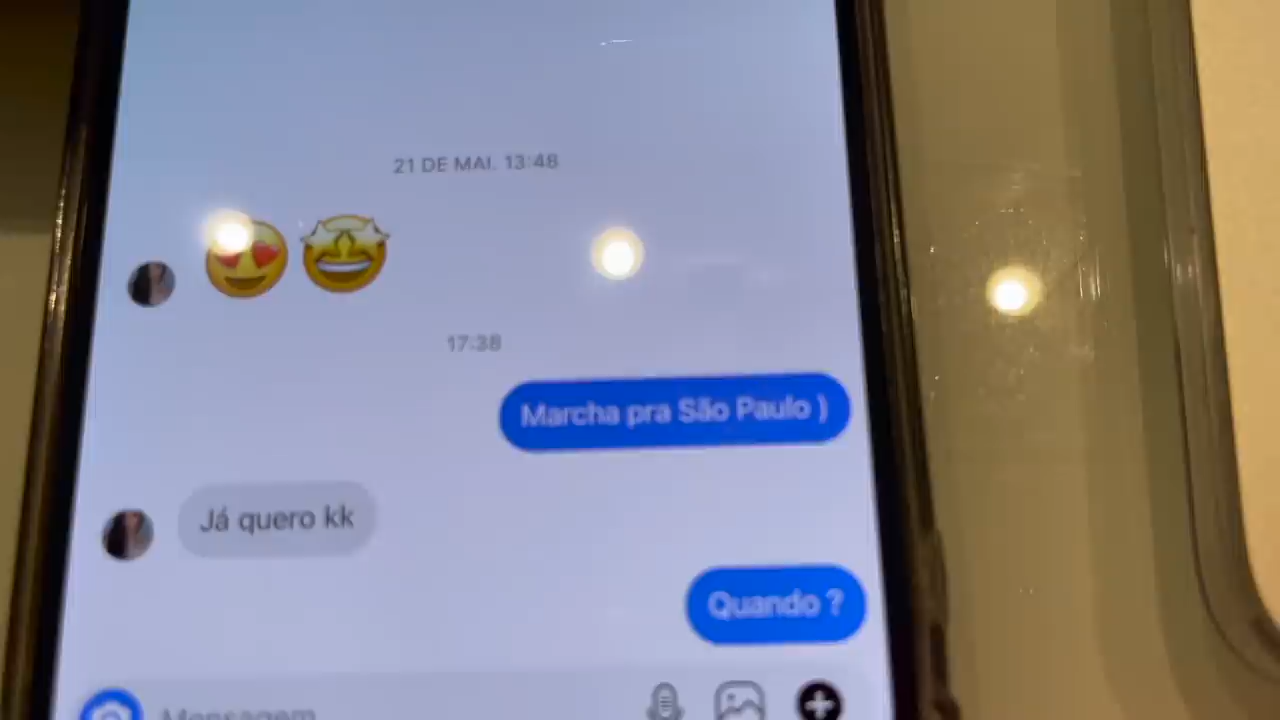 21 DE MAI. 13:48
17:38
Marcha pra São Paulo )
Já quero kk
Quando ?
Mensagem